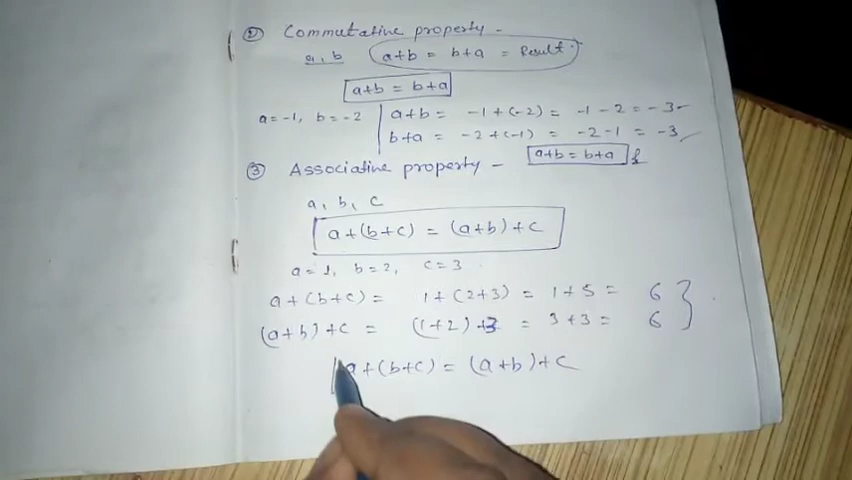 ② Commutative property -
a, b a+b = b+a = Result.
a+b = b+a
a=-1, b=-2 | a+b = -1+(-2) = -1-2 = -3
b+a = -2+(-1) = -2-1 = -3
a+b = b+a
③ Associative property -
a, b, c
a+(b+c) = (a+b)+c
a=1, b=2, c=3
a+(b+c) = 1+(2+3) = 1+5 = 6
(a+b)+c = (1+2)+3 = 3+3 = 6
a+(b+c) = (a+b)+c